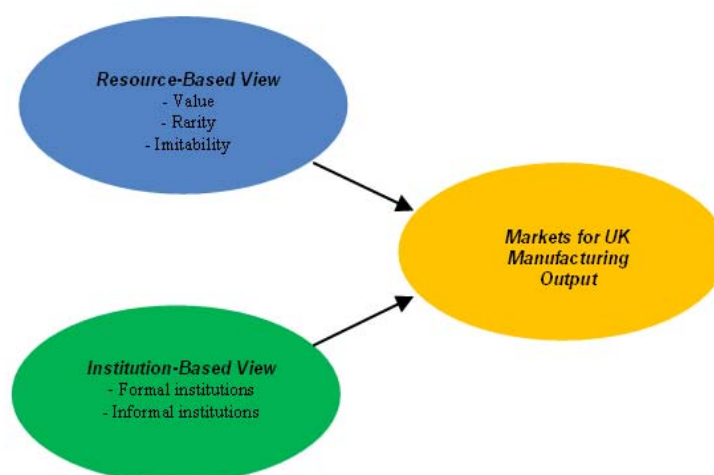 Resource-Based View
- Value
- Rarity
- Imitability
Markets for UK
Manufacturing
Output
Institution-Based View
- Formal institutions
- Informal institutions